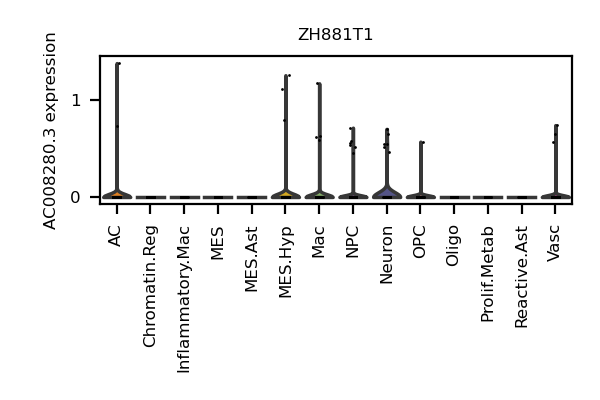 ZH881T1
AC008280.3 expression
1
0
AC
Chromatin.Reg
Inflammatory.Mac
MES
MES.Ast
MES.Hyp
Mac
NPC
Neuron
OPC
Oligo
Prolif.Metab
Reactive.Ast
Vasc